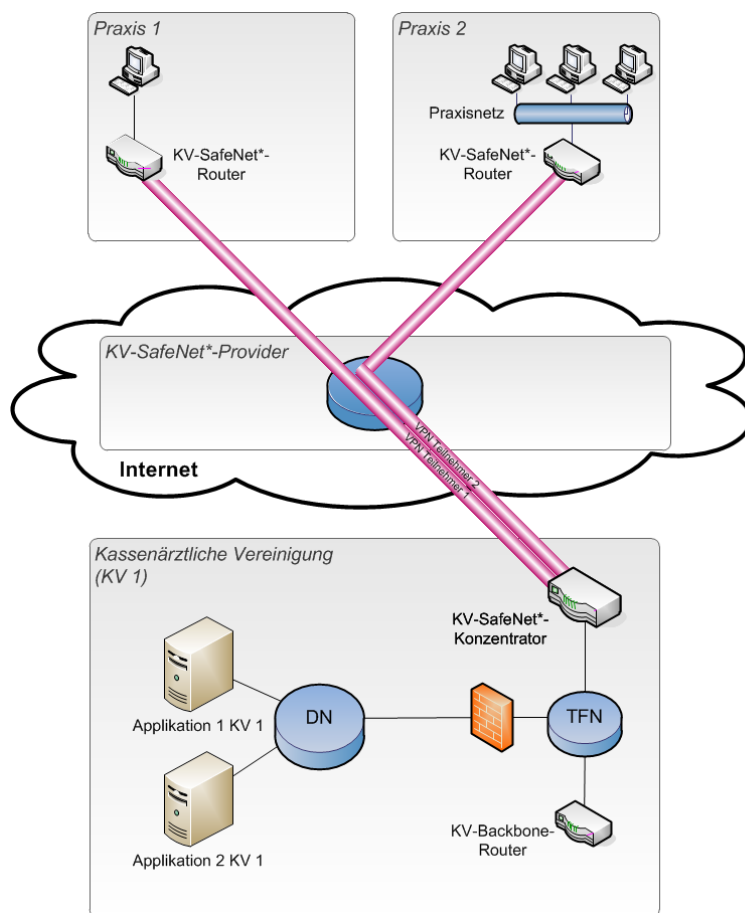 Praxis 1
KV-SafeNet*-
Router
Praxis 2
Praxisnetz
KV-SafeNet*-
Router
KV-SafeNet*-Provider
VPN Teilnehmer 2
VPN Teilnehmer 1
Internet
Kassenärztliche Vereinigung
(KV 1)
KV-SafeNet*-
Konzentrator
Applikation 1 KV 1
DN
TFN
Applikation 2 KV 1
KV-Backbone-
Router